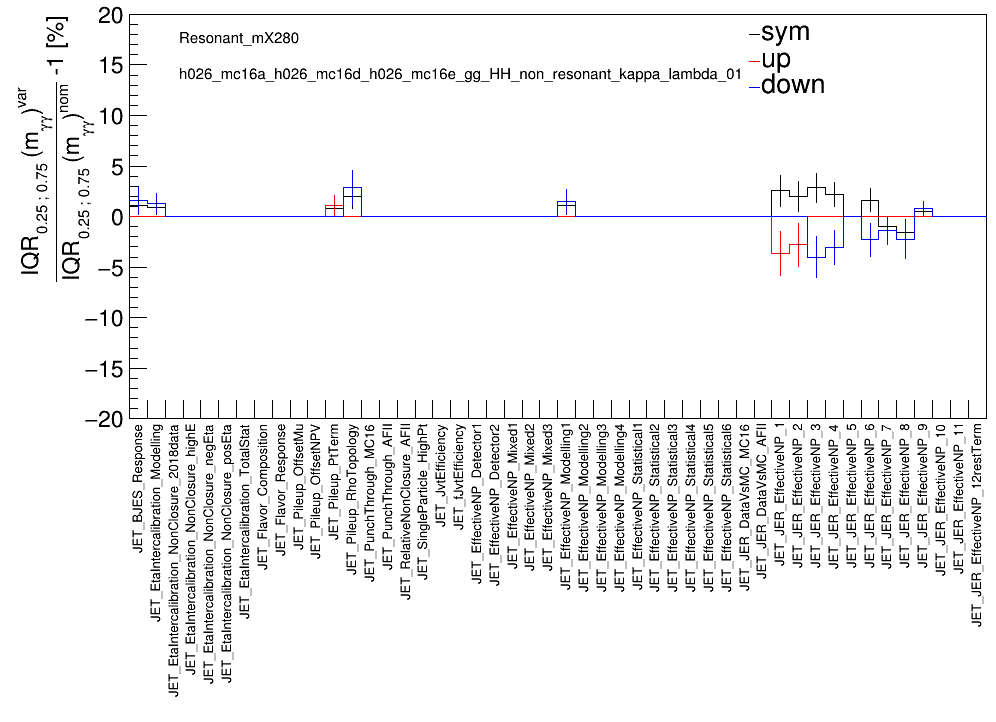 IQR0.25 ; 0.75 (mγγ)var
IQR0.25 ; 0.75 (mγγ)nom -1 [%]
20
15
10
5
0
−5
−10
−15
−20
Resonant_mX280
h026_mc16a_h026_mc16d_h026_mc16e_gg_HH_non_resonant_kappa_lambda_01
sym
up
down
JET_BJES_Response
JET_EtaIntercalibration_Modelling
JET_EtaIntercalibration_NonClosure_2018data
JET_EtaIntercalibration_NonClosure_highE
JET_EtaIntercalibration_NonClosure_negEta
JET_EtaIntercalibration_NonClosure_posEta
JET_EtaIntercalibration_TotalStat
JET_Flavor_Composition
JET_Flavor_Response
JET_Pileup_OffsetMu
JET_Pileup_OffsetNPV
JET_Pileup_PtTerm
JET_Pileup_RhoTopology
JET_PunchThrough_MC16
JET_PunchThrough_AFII
JET_RelativeNonClosure_AFII
JET_SingleParticle_HighPt
JET_JvtEfficiency
JET_fJvtEfficiency
JET_EffectiveNP_Detector1
JET_EffectiveNP_Detector2
JET_EffectiveNP_Mixed1
JET_EffectiveNP_Mixed2
JET_EffectiveNP_Mixed3
JET_EffectiveNP_Modelling1
JET_EffectiveNP_Modelling2
JET_EffectiveNP_Modelling3
JET_EffectiveNP_Modelling4
JET_EffectiveNP_Statistical1
JET_EffectiveNP_Statistical2
JET_EffectiveNP_Statistical3
JET_EffectiveNP_Statistical4
JET_EffectiveNP_Statistical5
JET_EffectiveNP_Statistical6
JET_JER_DataVsMC_MC16
JET_JER_DataVsMC_AFII
JET_JER_EffectiveNP_1
JET_JER_EffectiveNP_2
JET_JER_EffectiveNP_3
JET_JER_EffectiveNP_4
JET_JER_EffectiveNP_5
JET_JER_EffectiveNP_6
JET_JER_EffectiveNP_7
JET_JER_EffectiveNP_8
JET_JER_EffectiveNP_9
JET_JER_EffectiveNP_10
JET_JER_EffectiveNP_11
JET_JER_EffectiveNP_12restTerm